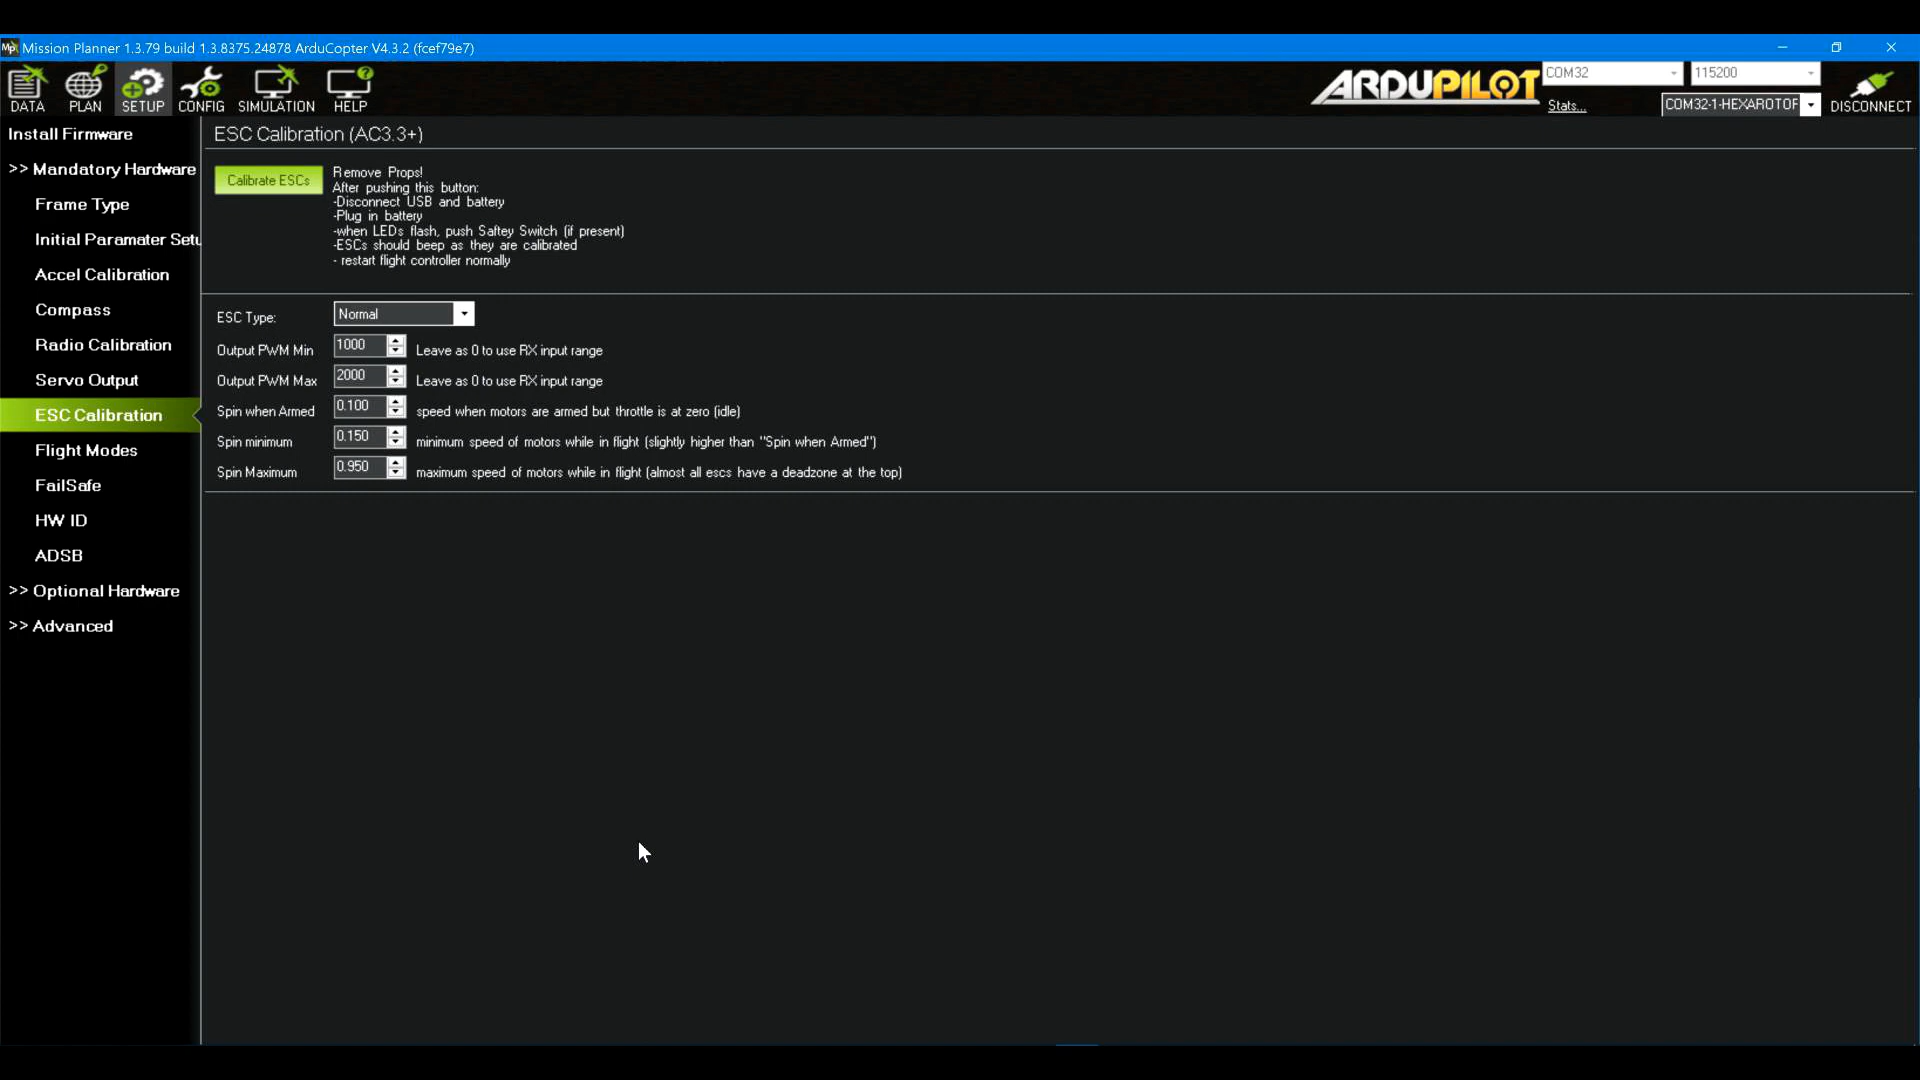 Mission Planner 1.3.79 build 1.3.8375.24878 ArduCopter V4.3.2 (fcef79e7)
DATA
PLAN
SETUP
CONFIG
SIMULATION
HELP
ARDUPILOT
COM32
115200
Stats...
COM32-1-HEXAROTOR
DISCONNECT
Install Firmware
>> Mandatory Hardware
Frame Type
Initial Paramater Setu
Accel Calibration
Compass
Radio Calibration
Servo Output
ESC Calibration
Flight Modes
FailSafe
HW ID
ADSB
>> Optional Hardware
>> Advanced
ESC Calibration (AC3.3+)
Calibrate ESCs
Remove Props!
After pushing this button:
-Disconnect USB and battery
-Plug in battery
-when LEDs flash, push Saftey Switch (if present)
-ESCs should beep as they are calibrated
- restart flight controller normally
ESC Type: Normal
Output PWM Min 1000 Leave as 0 to use RX input range
Output PWM Max 2000 Leave as 0 to use RX input range
Spin when Armed 0.100 speed when motors are armed but throttle is at zero (idle)
Spin minimum 0.150 minimum speed of motors while in flight (slightly higher than "Spin when Armed")
Spin Maximum 0.950 maximum speed of motors while in flight (almost all escs have a deadzone at the top)